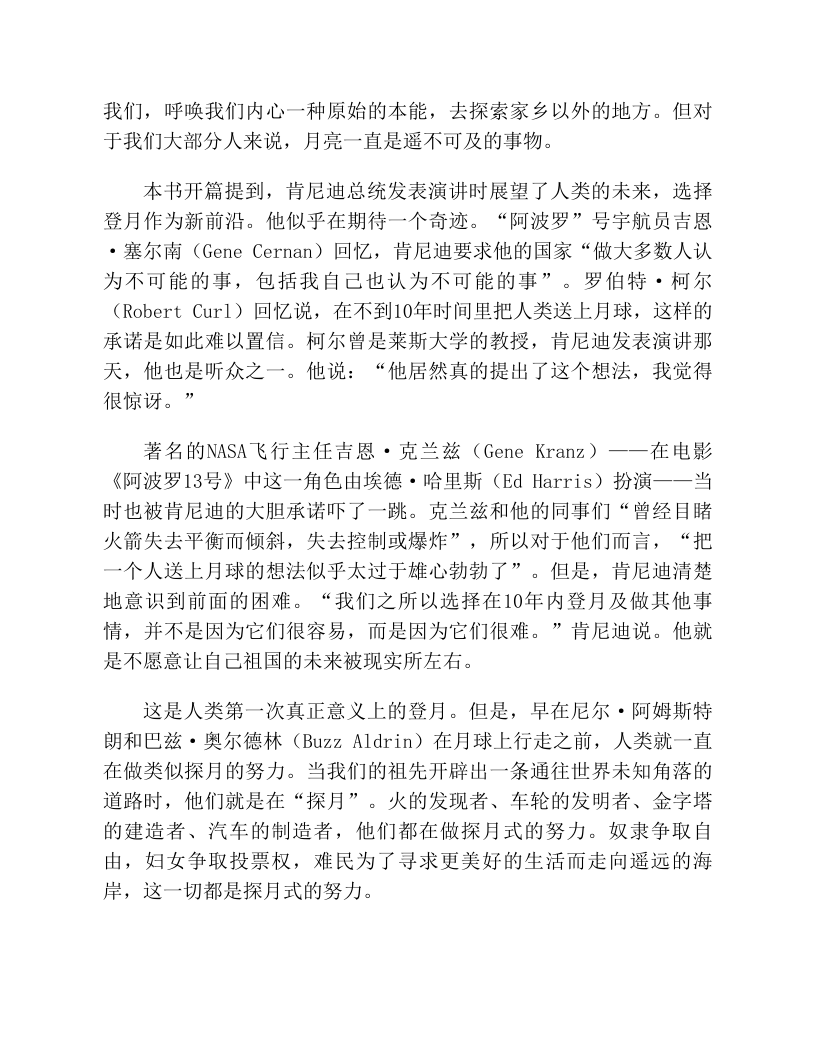 我们，呼唤我们内心一种原始的本能，去探索家乡以外的地方。但对
于我们大部分人来说，月亮一直是遥不可及的事物。
本书开篇提到，肯尼迪总统发表演讲时展望了人类的未来，选择
登月作为新前沿。他似乎在期待一个奇迹。“阿波罗”号宇航员吉恩
·塞尔南（Gene Cernan）回忆，肯尼迪要求他的国家“做大多数人认
为不可能的事，包括我自己也认为不可能的事”。罗伯特·柯尔
（Robert Curl）回忆说，在不到10年时间里把人类送上月球，这样的
承诺是如此难以置信。柯尔曾是莱斯大学的教授，肯尼迪发表演讲那
天，他也是听众之一。他说：“他居然真的提出了这个想法，我觉得
很惊讶。”
著名的NASA飞行主任吉恩·克兰兹（Gene Kranz）——在电影
《阿波罗13号》中这一角色由埃德·哈里斯（Ed Harris）扮演——当
时也被肯尼迪的大胆承诺吓了一跳。克兰兹和他的同事们“曾经目睹
火箭失去平衡而倾斜，失去控制或爆炸”，所以对于他们而言，“把
一个人送上月球的想法似乎太过于雄心勃勃了”。但是，肯尼迪清楚
地意识到前面的困难。“我们之所以选择在10年内登月及做其他事
情，并不是因为它们很容易，而是因为它们很难。”肯尼迪说。他就
是不愿意让自己祖国的未来被现实所左右。
这是人类第一次真正意义上的登月。但是，早在尼尔·阿姆斯特
朗和巴兹·奥尔德林（Buzz Aldrin）在月球上行走之前，人类就一直
在做类似探月的努力。当我们的祖先开辟出一条通往世界未知角落的
道路时，他们就是在“探月”。火的发现者、车轮的发明者、金字塔
的建造者、汽车的制造者，他们都在做探月式的努力。奴隶争取自
由，妇女争取投票权，难民为了寻求更美好的生活而走向遥远的海
岸，这一切都是探月式的努力。